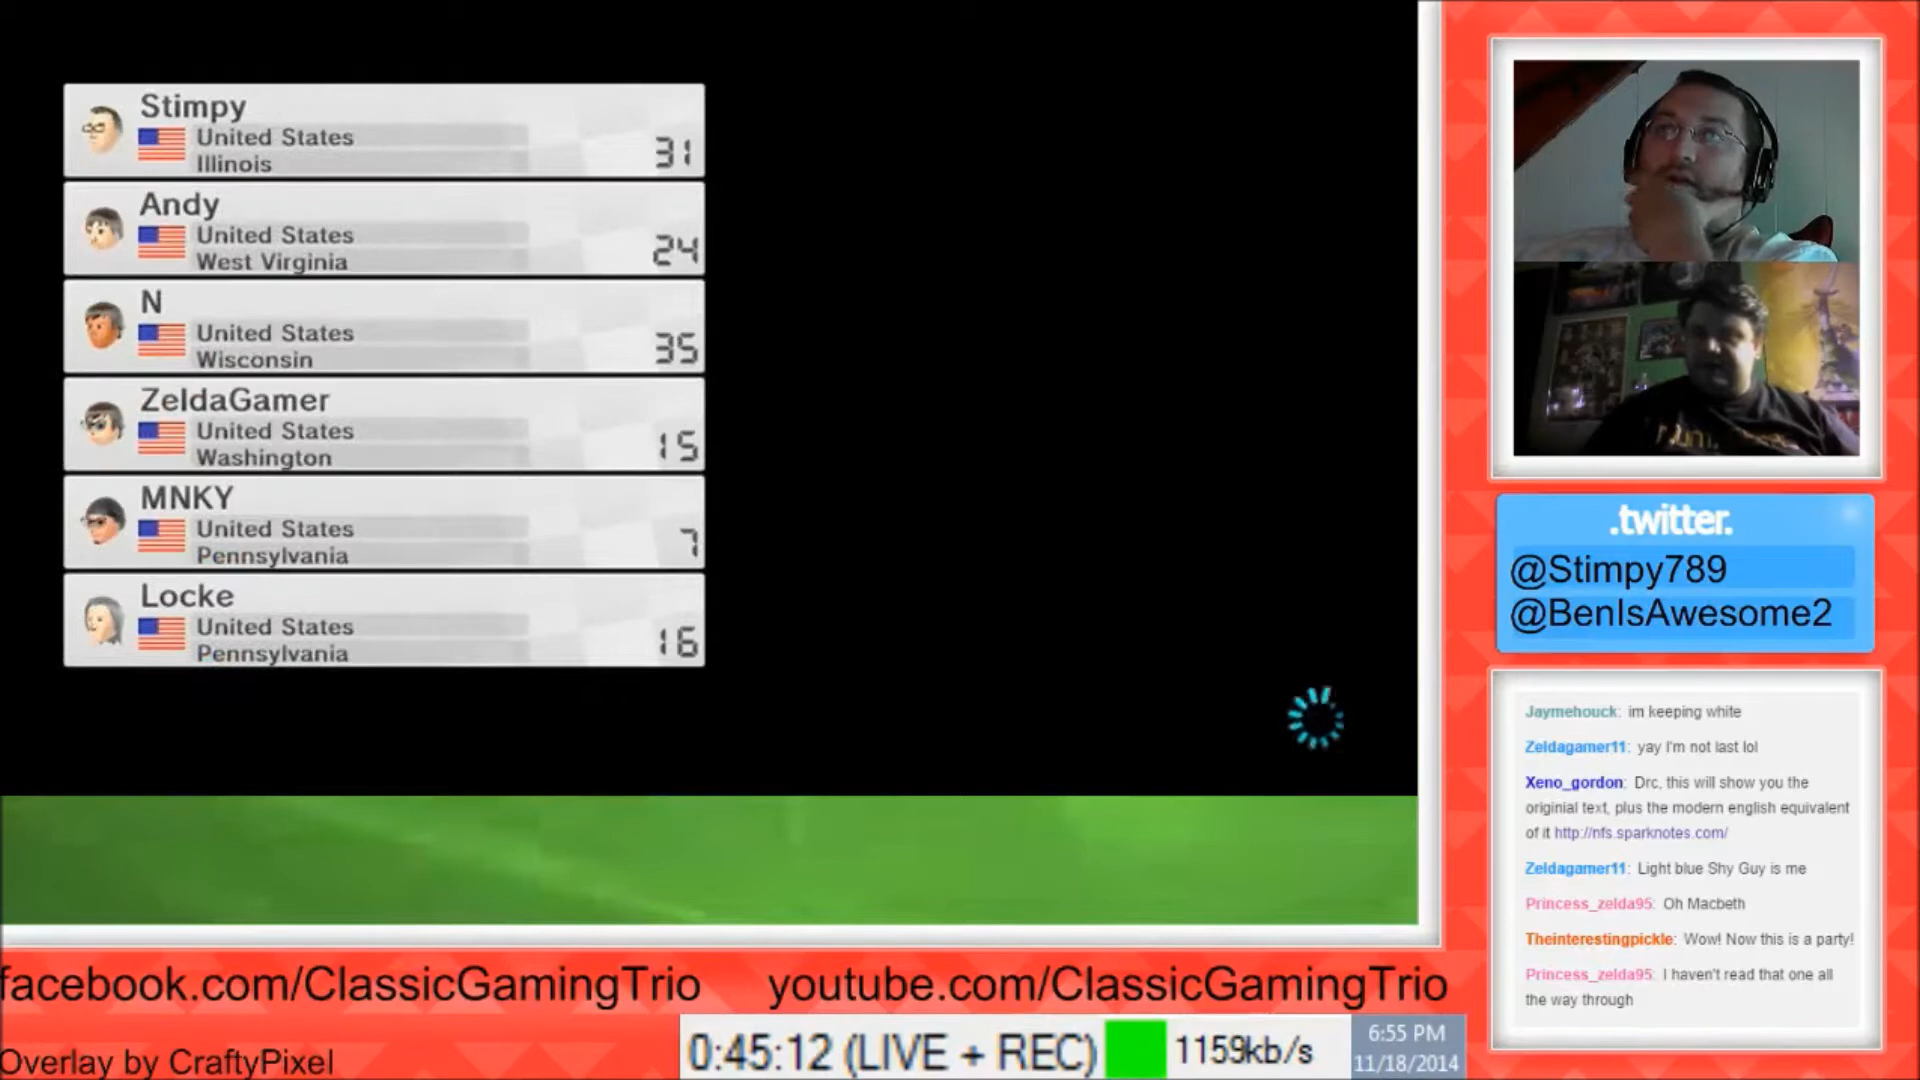 Stimpy
United States
Illinois
31
Andy
United States
West Virginia
24
N
United States
Wisconsin
35
ZeldaGamer
United States
Washington
15
MNKY
United States
Pennsylvania
7
Locke
United States
Pennsylvania
16
.twitter.
@Stimpy789
@BenIsAwesome2
Jaymehouck: im keeping white
Zeldagamer11: yay I'm not last lol
Xeno_gordon: Drc, this will show you the
originial text, plus the modern english equivalent
of it http://nfs.sparknotes.com/
Zeldagamer11: Light blue Shy Guy is me
Princess_zelda95: Oh Macbeth
Theinterestingpickle: Wow! Now this is a party!
Princess_zelda95: I haven't read that one all
the way through
facebook.com/ClassicGamingTrio
youtube.com/ClassicGamingTrio
Overlay by CraftyPixel
0:45:12 (LIVE + REC)
1159kb/s
6:55 PM
11/18/2014